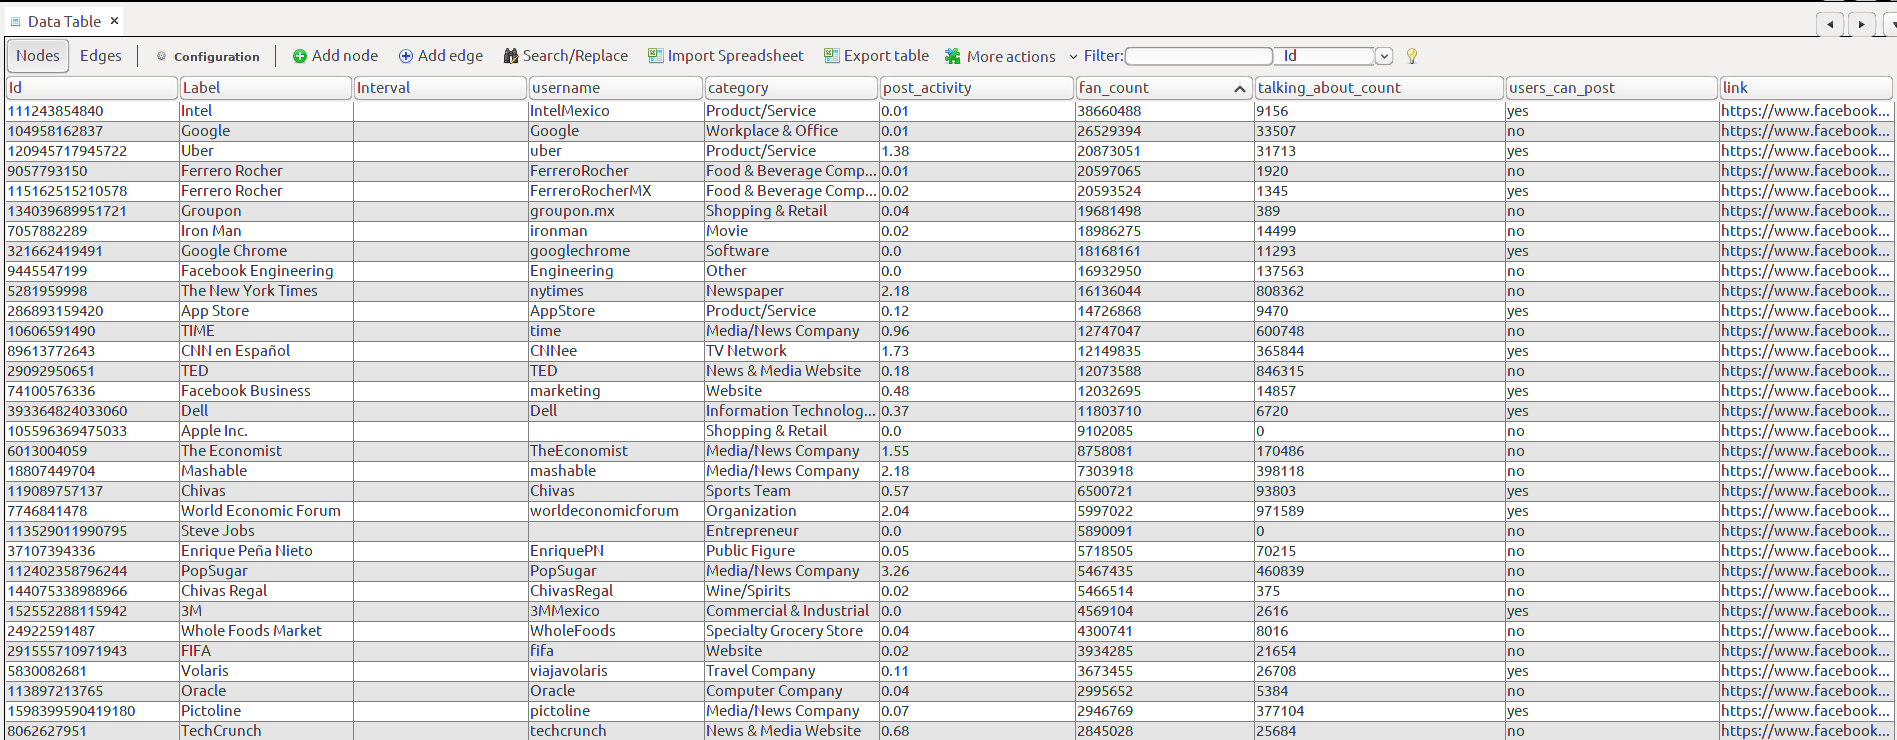 Data Table ×
Nodes Edges Configuration Add node Add edge Search/Replace Import Spreadsheet Export table More actions Filter: Id
Id Label Interval username category post_activity fan_count talking_about_count users_can_post link
111243854840 Intel IntelMexico Product/Service 0.01 38660488 9156 yes https://www.facebook...
104958162837 Google Google Workplace & Office 0.01 26529394 33507 no https://www.facebook...
120945717945722 Uber uber Product/Service 1.38 20873051 31713 yes https://www.facebook...
9057793150 Ferrero Rocher FerreroRocher Food & Beverage Comp... 0.01 20597065 1920 no https://www.facebook...
115162515210578 Ferrero Rocher FerreroRocherMX Food & Beverage Comp... 0.02 20593524 1345 yes https://www.facebook...
134039689951721 Groupon groupon.mx Shopping & Retail 0.04 19681498 389 no https://www.facebook...
7057882289 Iron Man ironman Movie 0.02 18986275 14499 no https://www.facebook...
321662419491 Google Chrome googlechrome Software 0.0 18168161 11293 yes https://www.facebook...
9445547199 Facebook Engineering Engineering Other 0.0 16932950 137563 no https://www.facebook...
5281959998 The New York Times nytimes Newspaper 2.18 16136044 808362 no https://www.facebook...
286893159420 App Store AppStore Product/Service 0.12 14726868 9470 yes https://www.facebook...
10606591490 TIME time Media/News Company 0.96 12747047 600748 no https://www.facebook...
89613772643 CNN en Español CNNee TV Network 1.73 12149835 365844 yes https://www.facebook...
29092950651 TED TED News & Media Website 0.18 12073588 846315 no https://www.facebook...
74100576336 Facebook Business marketing Website 0.48 12032695 14857 yes https://www.facebook...
393364824033060 Dell Dell Information Technolog... 0.37 11803710 6720 yes https://www.facebook...
105596369475033 Apple Inc. Shopping & Retail 0.0 9102085 0 no https://www.facebook...
6013004059 The Economist TheEconomist Media/News Company 1.55 8758081 170486 no https://www.facebook...
18807449704 Mashable mashable Media/News Company 2.18 7303918 398118 no https://www.facebook...
119089757137 Chivas Chivas Sports Team 0.57 6500721 93803 yes https://www.facebook...
7746841478 World Economic Forum worldeconomicforum Organization 2.04 5997022 971589 yes https://www.facebook...
113529011990795 Steve Jobs Entrepreneur 0.0 5890091 0 no https://www.facebook...
37107394336 Enrique Peña Nieto EnriquePN Public Figure 0.05 5718505 70215 no https://www.facebook...
112402358796244 PopSugar PopSugar Media/News Company 3.26 5467435 460839 no https://www.facebook...
144075338988966 Chivas Regal ChivasRegal Wine/Spirits 0.02 5466514 375 no https://www.facebook...
152552288115942 3M 3MMexico Commercial & Industrial 0.0 4569104 2616 yes https://www.facebook...
24922591487 Whole Foods Market WholeFoods Specialty Grocery Store 0.04 4300741 8016 no https://www.facebook...
291555710971943 FIFA fifa Website 0.02 3934285 21654 no https://www.facebook...
5830082681 Volaris viajavolaris Travel Company 0.11 3673455 26708 yes https://www.facebook...
113897213765 Oracle Oracle Computer Company 0.04 2995652 5384 no https://www.facebook...
1598399590419180 Pictoline pictoline Media/News Company 0.07 2946769 377104 yes https://www.facebook...
8062627951 TechCrunch techcrunch News & Media Website 0.68 2845028 25684 no https://www.facebook...